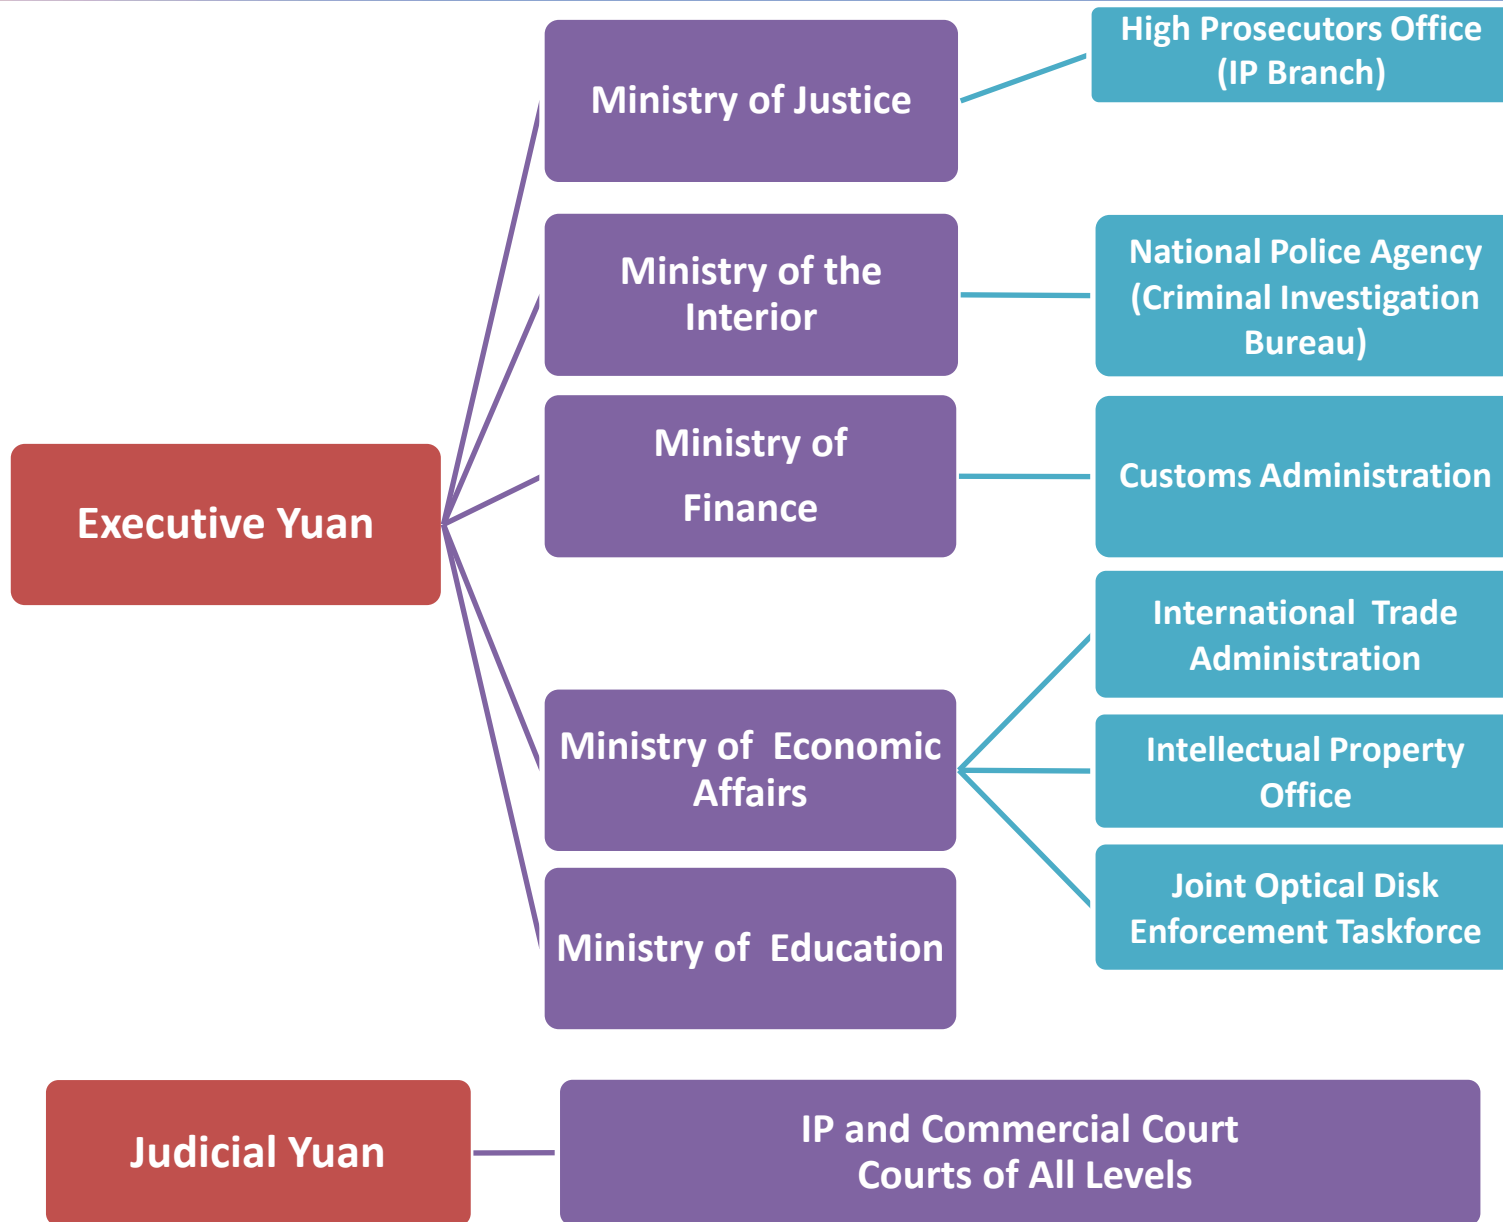 High Prosecutors Office
(IP Branch)
Ministry of Justice
Ministry of the
Interior
National Police Agency
(Criminal Investigation
Bureau)
Ministry of
Finance
Customs Administration
Executive Yuan
International Trade
Administration
Ministry of Economic
Affairs
Intellectual Property
Office
Joint Optical Disk
Enforcement Taskforce
Ministry of Education
Judicial Yuan
IP and Commercial Court
Courts of All Levels